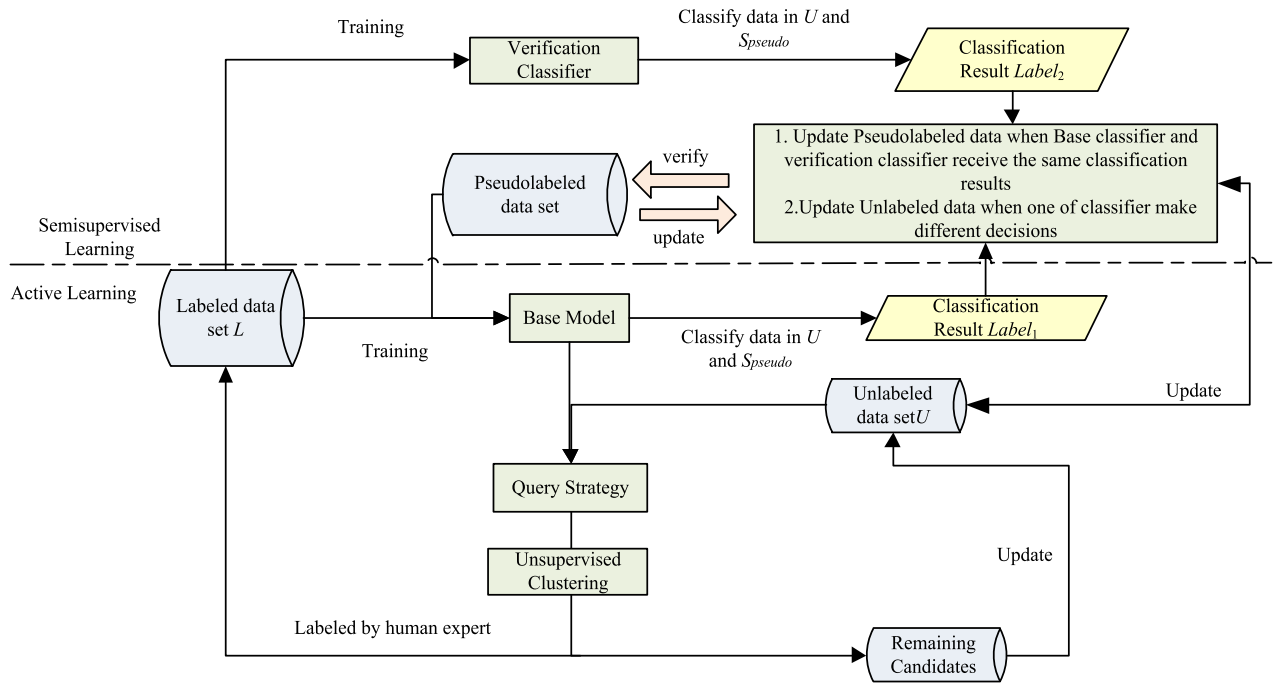 Training
Classify data in U and
Spseudo
Verification
Classifier
Classification
Result Label2
1. Update Pseudolabeled data when Base classifier and
verification classifier receive the same classification
results
2.Update Unlabeled data when one of classifier make
different decisions
verify
Pseudolabeled
data set
update
Semisupervised
Learning
Active Learning
Labeled data
set L
Training
Base Model
Classify data in U
and Spseudo
Classification
Result Label1
Unlabeled
data setU
Update
Query Strategy
Unsupervised
Clustering
Update
Labeled by human expert
Remaining
Candidates